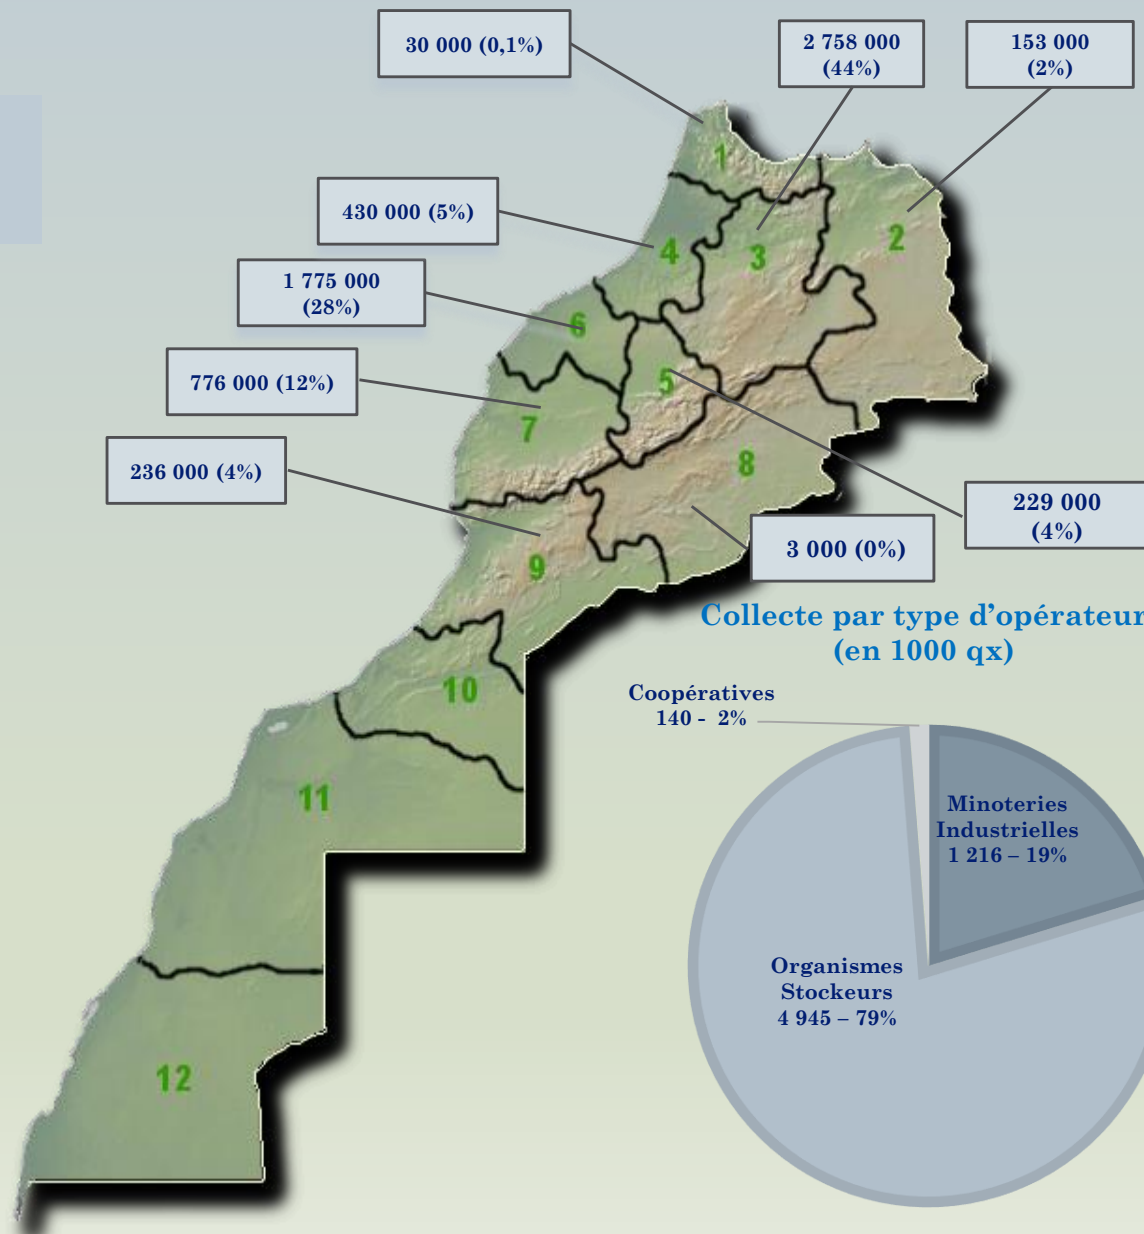 30 000 (0,1%)
2 758 000
(44%)
153 000
(2%)
430 000 (5%)
1 775 000
(28%)
776 000 (12%)
236 000 (4%)
229 000
(4%)
3 000 (0%)
1
2
3
4
5
6
7
8
9
10
11
12
Collecte par type d’opérateur
(en 1000 qx)
Coopératives
140 - 2%
Minoteries
Industrielles
1 216 – 19%
Organismes
Stockeurs
4 945 – 79%